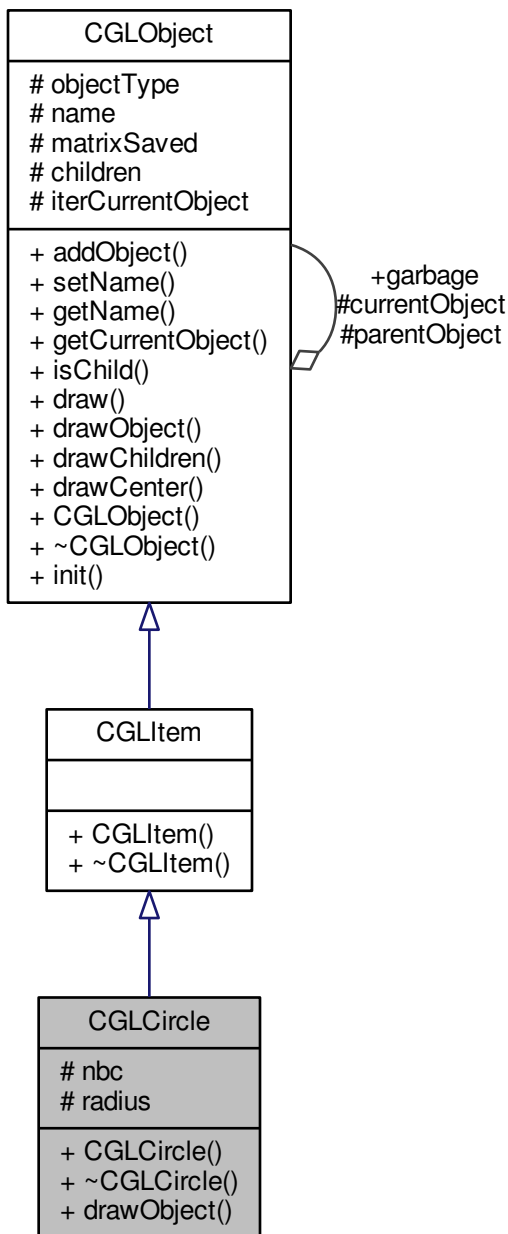 CGLObject
# objectType
# name
# matrixSaved
# children
# iterCurrentObject
+ addObject()
+ setName()
+ getName()
+ getCurrentObject()
+ isChild()
+ draw()
+ drawObject()
+ drawChildren()
+ drawCenter()
+ CGLObject()
+ ~CGLObject()
+ init()
+garbage
#currentObject
#parentObject
CGLItem
+ CGLItem()
+ ~CGLItem()
CGLCircle
# nbc
# radius
+ CGLCircle()
+ ~CGLCircle()
+ drawObject()